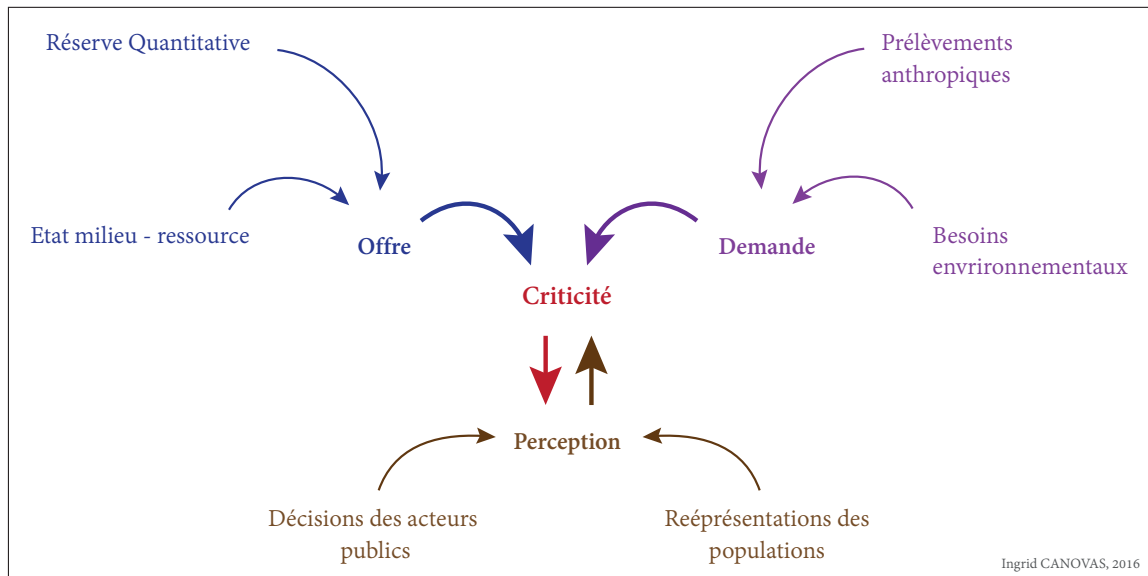 Réserve Quantitative
Prélèvements
anthropiques
Etat milieu - ressource
Offre
Demande
Besoins
envrironnementaux
Criticité
Perception
Décisions des acteurs
publics
Reéprésentations des
populations
Ingrid CANOVAS, 2016